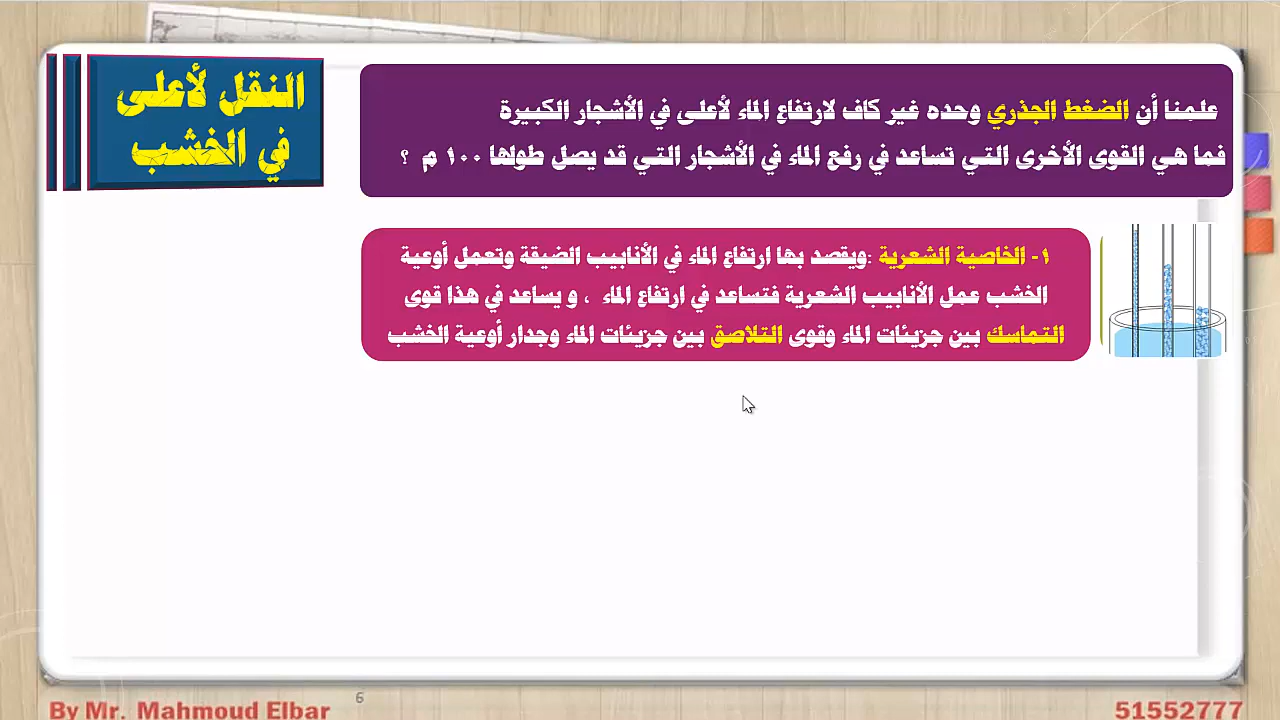 النقل لأعلى
في الخشب
علمنا أن الضغط الجذري وحده غير كاف لارتفاع الماء لأعلى في الأشجار الكبيرة
فما هي القوى الأخرى التي تساعد في رفع الماء في الأشجار التي قد يصل طولها ١٠٠ م ؟
١- الخاصية الشعرية :ويقصد بها ارتفاع الماء في الأنابيب الضيقة وتعمل أوعية
الخشب عمل الأنابيب الشعرية فتساعد في ارتفاع الماء ، و يساعد في هذا قوى
التماسك بين جزيئات الماء وقوى التلاصق بين جزيئات الماء وجدار أوعية الخشب
By Mr. Mahmoud Elbar
6
51552777